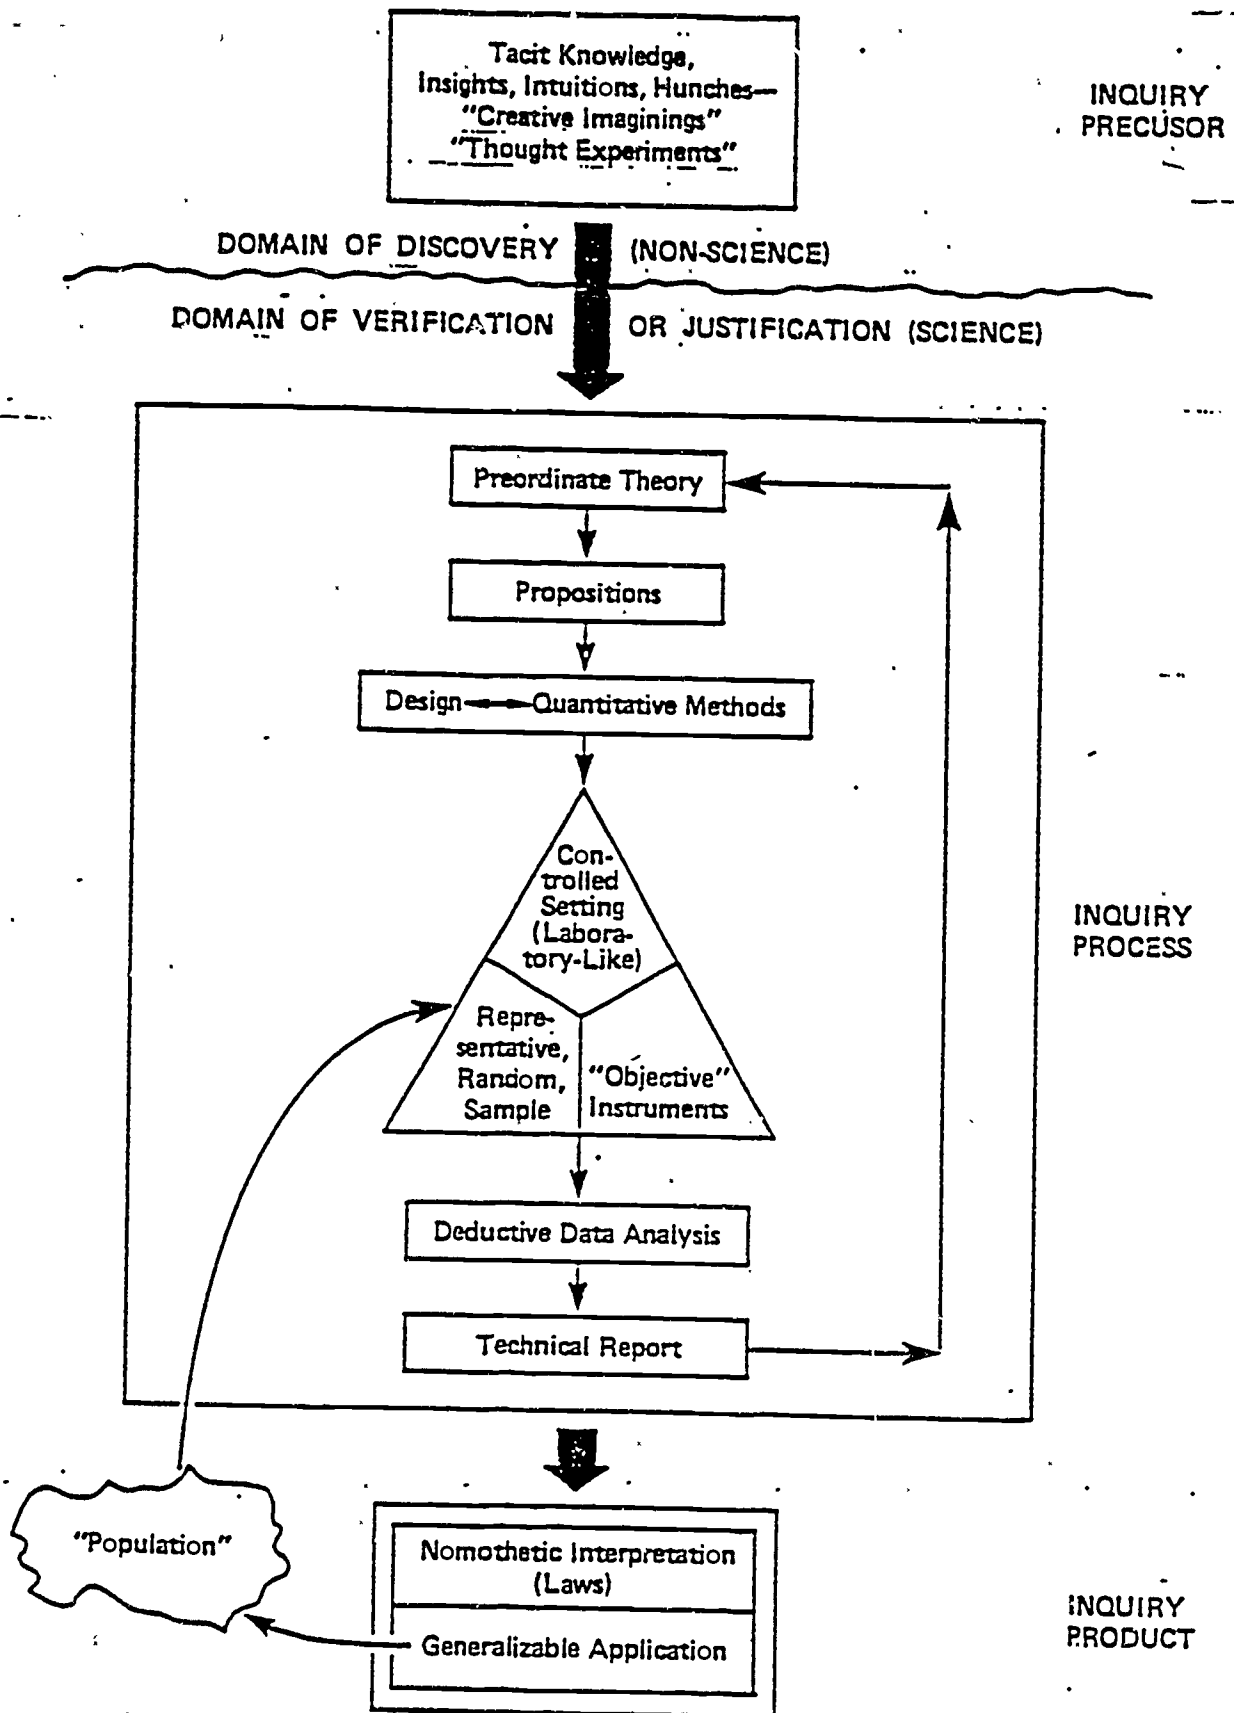 Tacit Knowledge,
Insights, Intuitions, Hunches—
"Creative Imaginings"
"Thought Experiments"
INQUIRY
PRECUSOR
DOMAIN OF DISCOVERY (NON-SCIENCE)
DOMAIN OF VERIFICATION OR JUSTIFICATION (SCIENCE)
Preordinate Theory
Propositions
Design Quantitative Methods
Con-
trolled
Setting
(Labora-
tory-Like)
Repre-
sentative,
Random,
Sample
"Objective"
Instruments
INQUIRY
PROCESS
Deductive Data Analysis
Technical Report
"Population"
Nomothetic Interpretation
(Laws)
Generalizable Application
INQUIRY
PRODUCT